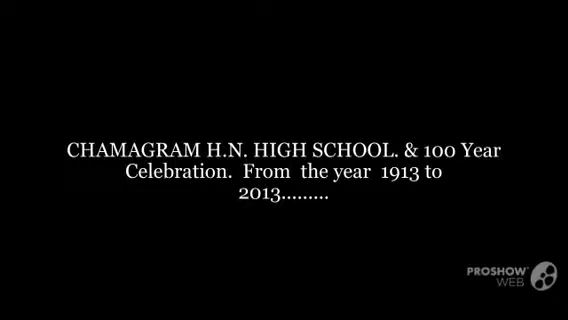 CHAMAGRAM H.N. HIGH SCHOOL. & 100 Year
Celebration.  From  the year  1913 to
2013.........
PROSHOW
WEB